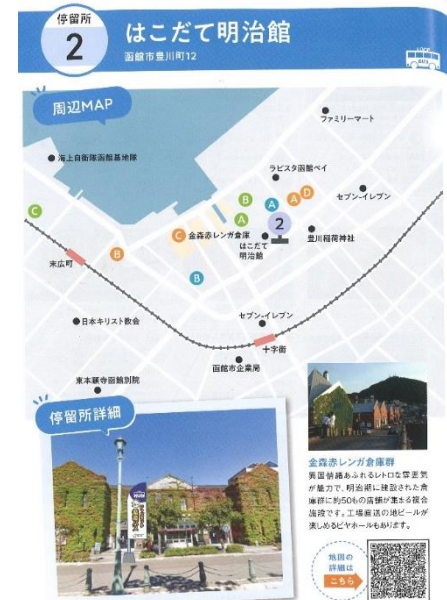 停留所
2
はこだて明治館
函館市豊川町12
BUS
周辺MAP
ファミリーマート
海上自衛隊函館基地隊
ラビスタ函館ベイ
セブン-イレブン
C
B
A
A
D
A
2
C
金森赤レンガ倉庫
はこだて
明治館
豊川稲荷神社
末広町
B
B
日本キリスト教会
セブン-イレブン
十字街
函館市企業局
東本願寺函館別院
停留所詳細
金森赤レンガ倉庫群
異国情緒あふれるレトロな雰囲気
が魅力で、明治期に建設された倉
庫群に約50もの店舗が集まる複合
施設です。工場直送の地ビールが
楽しめるビヤホールもあります。
地図の
詳細は
こちら